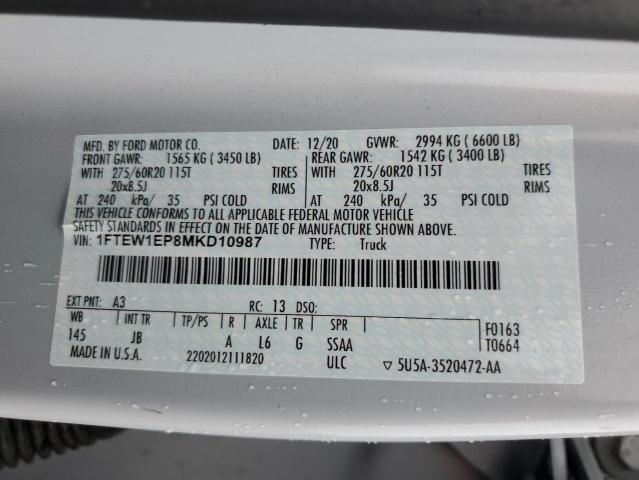 MFD. BY FORD MOTOR CO. DATE: 12/20 GVWR: 2994 KG ( 6600 LB)
FRONT GAWR: 1565 KG ( 3450 LB) REAR GAWR: 1542 KG ( 3400 LB)
WITH 275/60R20 115T TIRES WITH 275/60R20 115T TIRES
20x8.5J RIMS 20x8.5J RIMS
AT 240 kPa/ 35 PSI COLD AT 240 kPa/ 35 PSI COLD
THIS VEHICLE CONFORMS TO ALL APPLICABLE FEDERAL MOTOR VEHICLE
SAFETY STANDARDS IN EFFECT ON THE DATE OF MANUFACTURE SHOWN ABOVE.
VIN: 1FTEW1EP8MKD10987 TYPE: Truck
EXT PNT: A3 RC: 13 DSO:
WB INT TR TP/PS R AXLE TR SPR F0163
145 JB A L6 G SSAA T0664
MADE IN U.S.A. 2202012111820 ULC ▽ 5U5A-3520472-AA